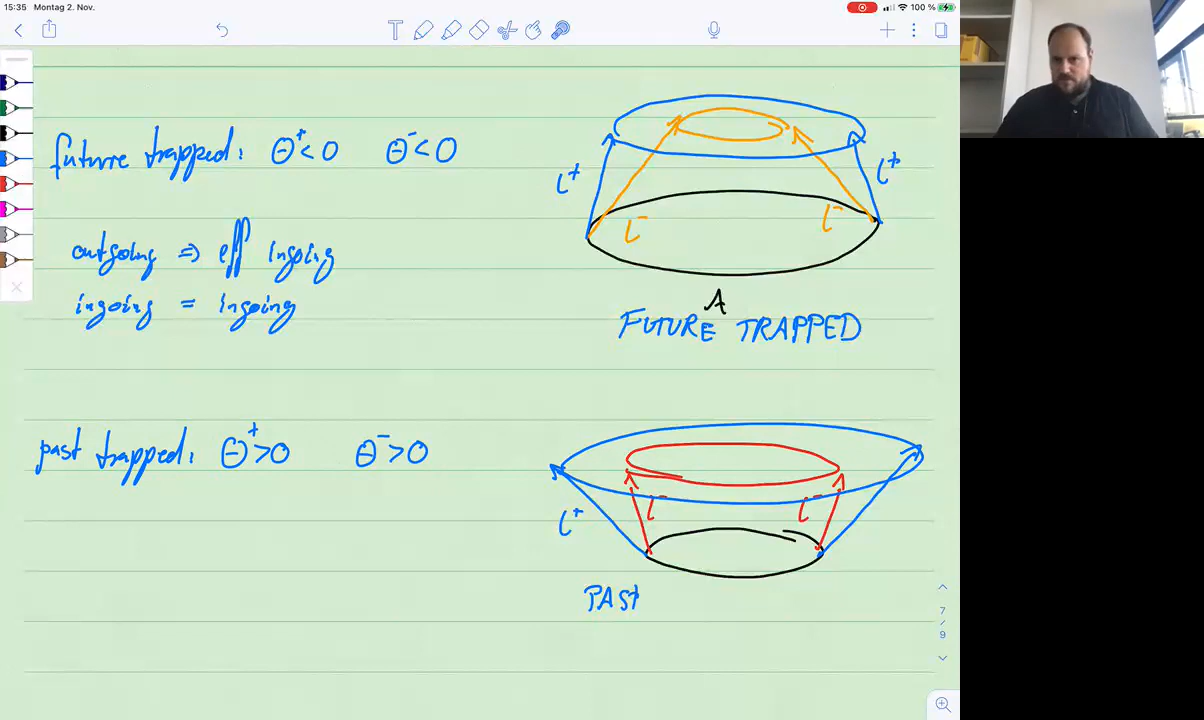 15:35 Montag 2. Nov.
100 %
future trapped: Θ⁺<0 Θ⁻<0
outgoing ⇒ eff ingoing
ingoing = ingoing
l⁺ l⁺
l⁻ l⁻
A
FUTURE TRAPPED
past trapped: Θ⁺>0 Θ⁻>0
l⁺ l⁻ l⁻
PAST
7
/
9